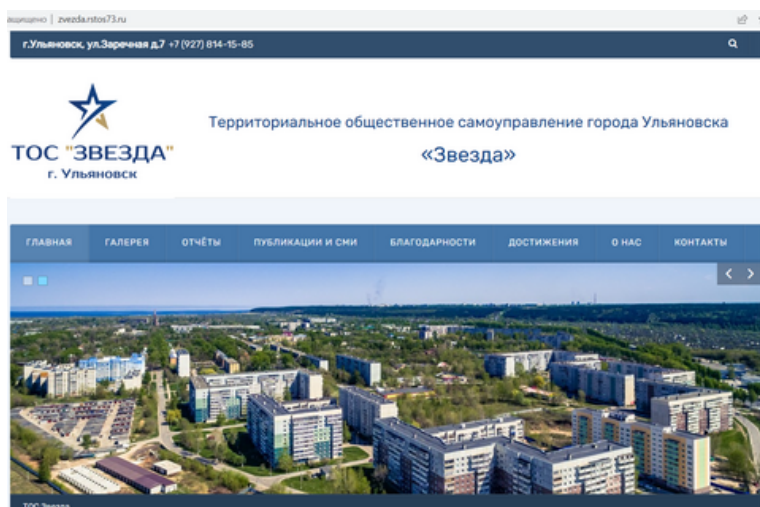 ащищено | zvezda.rstos73.ru
г.Ульяновск, ул.Заречная д.7 +7 (927) 814-15-85
ТОС "ЗВЕЗДА"
г. Ульяновск
Территориальное общественное самоуправление города Ульяновска
«Звезда»
ГЛАВНАЯ ГАЛЕРЕЯ ОТЧЁТЫ ПУБЛИКАЦИИ И СМИ БЛАГОДАРНОСТИ ДОСТИЖЕНИЯ О НАС КОНТАКТЫ
ТОС Звезда